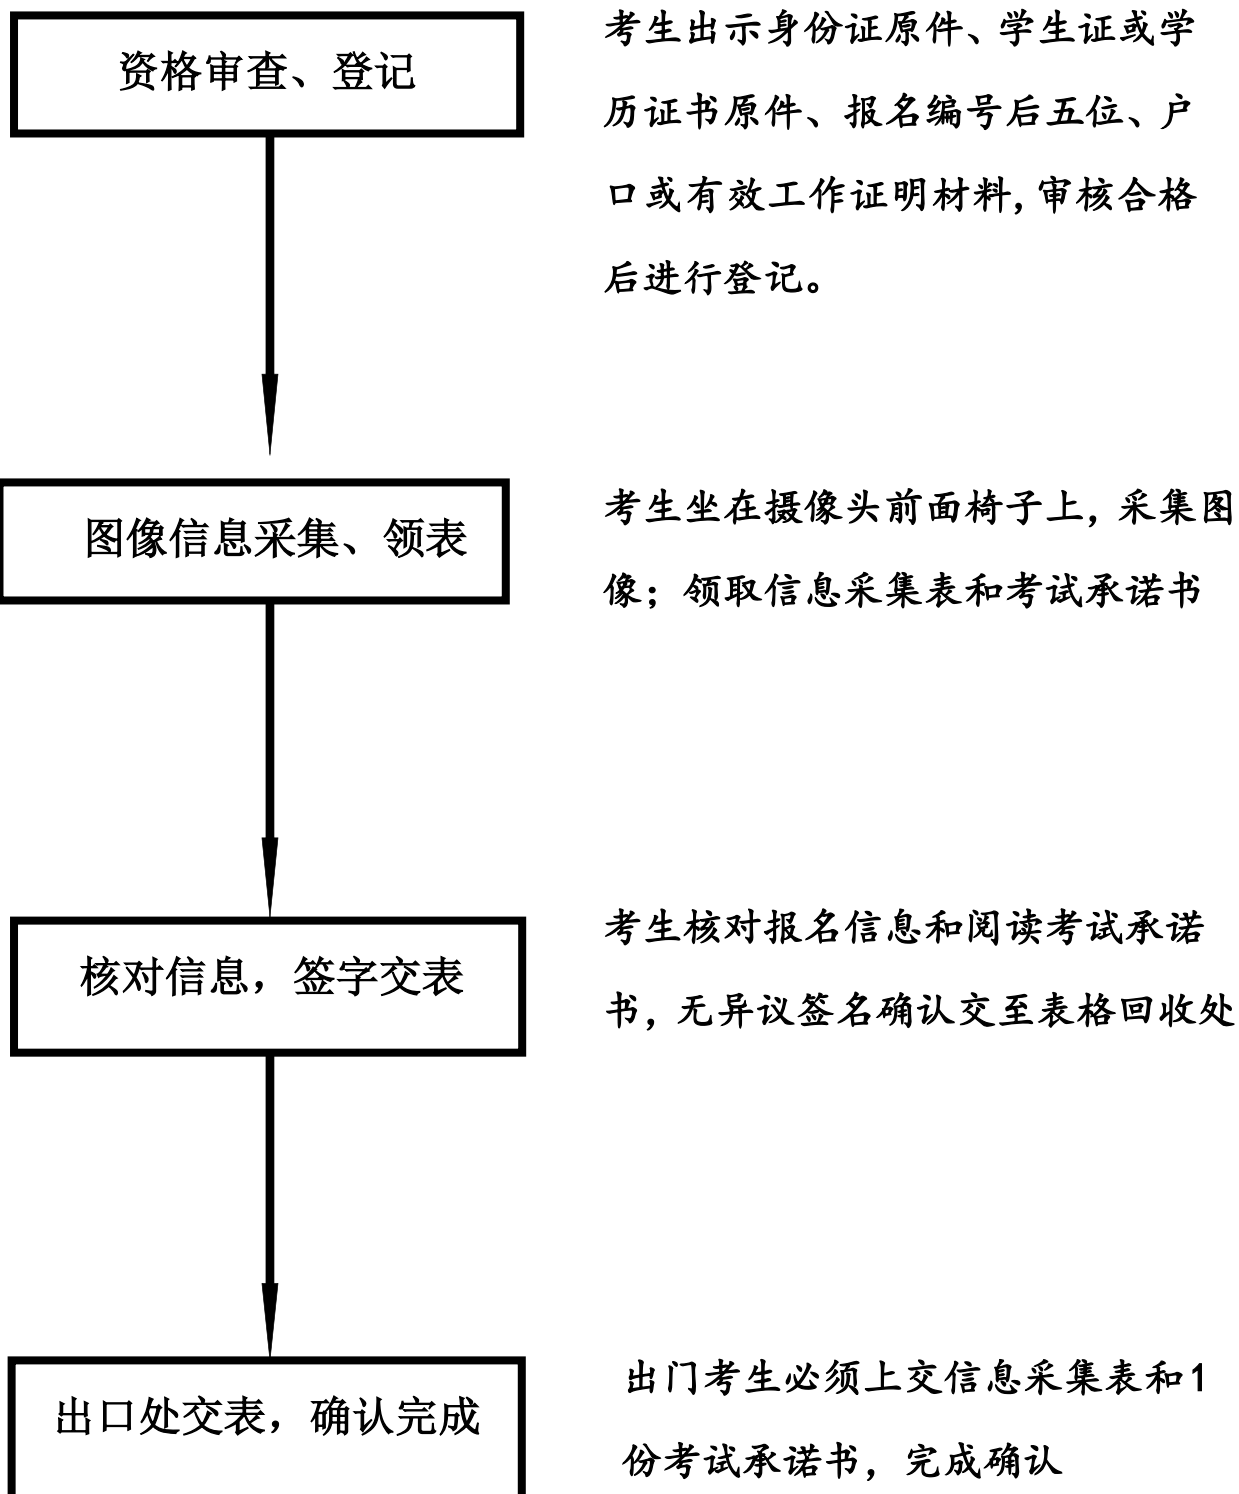 资格审查、登记
考生出示身份证原件、学生证或学
历证书原件、报名编号后五位、户
口或有效工作证明材料,审核合格
后进行登记。
图像信息采集、领表
考生坐在摄像头前面椅子上，采集图
像；领取信息采集表和考试承诺书
核对信息，签字交表
考生核对报名信息和阅读考试承诺
书，无异议签名确认交至表格回收处
出口处交表，确认完成
出门考生必须上交信息采集表和1
份考试承诺书，完成确认